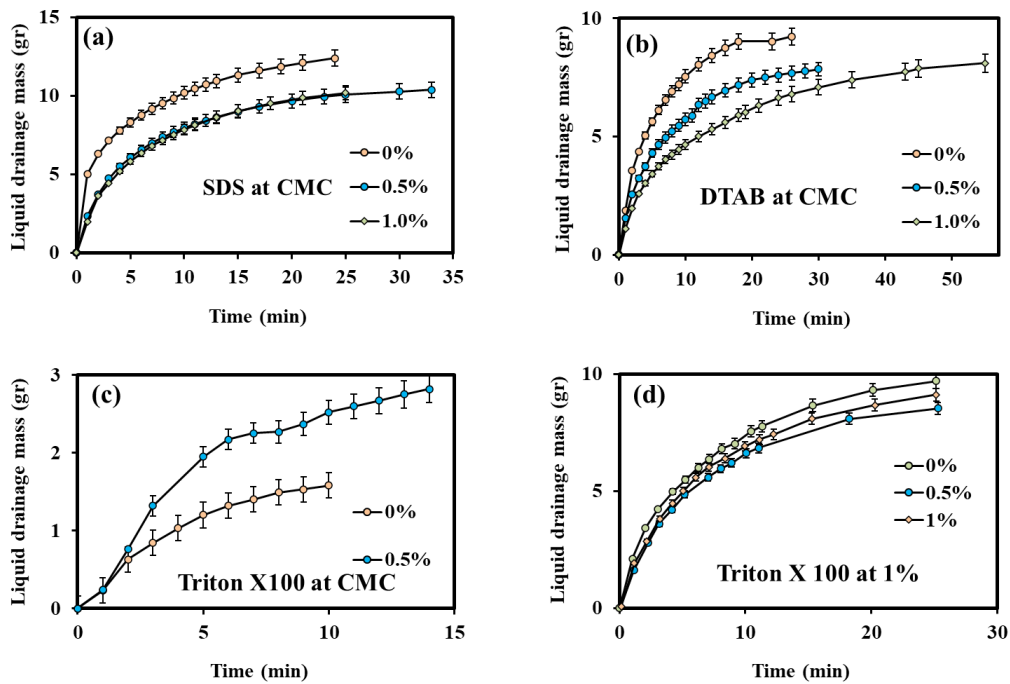 (a)
Liquid drainage mass (gr)
15
10
5
0
0 5 10 15 20 25 30 35
Time (min)
SDS at CMC
0%
0.5%
1.0%
(b)
Liquid drainage mass (gr)
10
5
0
0 10 20 30 40 50
Time (min)
DTAB at CMC
0%
0.5%
1.0%
(c)
Liquid drainage mass (gr)
3
2
1
0
0 5 10 15
Time (min)
Triton X100 at CMC
0%
0.5%
(d)
Liquid drainage mass (gr)
10
5
0
0 10 20 30
Time (min)
Triton X 100 at 1%
0%
0.5%
1%